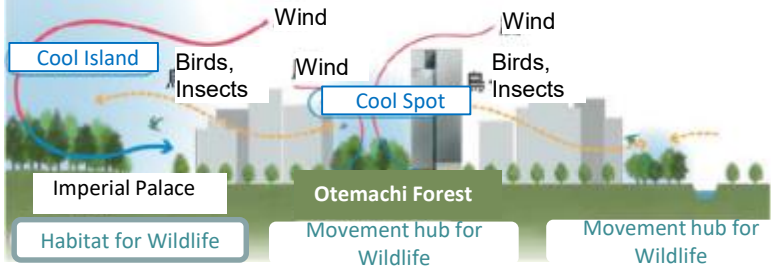 Wind
Wind
Cool Island
Birds,
Insects
Wind
Birds,
Insects
鳥
Cool Spot
Imperial Palace
Otemachi Forest
Habitat for Wildlife
Movement hub for
Wildlife
Movement hub for
Wildlife